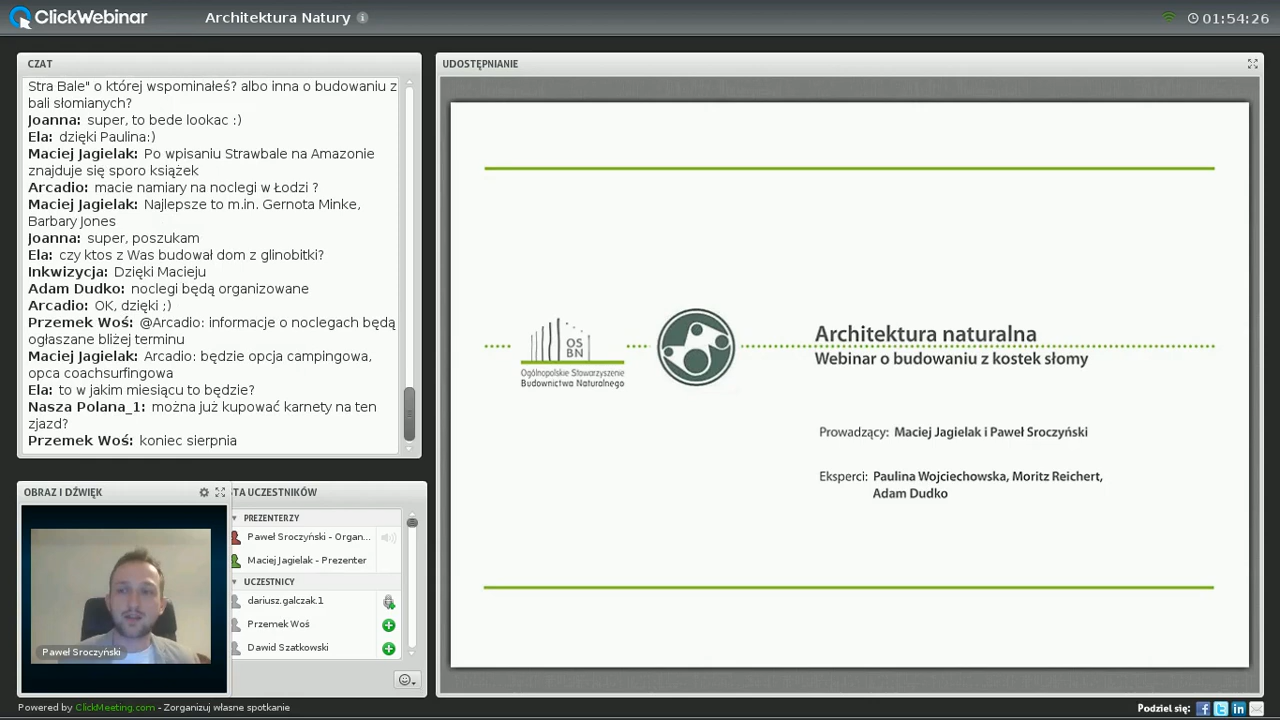 ClickWebinar
Architektura Natury
01:54:26
CZAT
Stra Bale" o której wspominałeś? albo inna o budowaniu z
bali słomianych?
Joanna: super, to bede lookac :)
Ela: dzięki Paulina:)
Maciej Jagielak: Po wpisaniu Strawbale na Amazonie
znajduje się sporo książek
Arcadio: macie namiary na noclegi w Łodzi ?
Maciej Jagielak: Najlepsze to m.in. Gernota Minke,
Barbary Jones
Joanna: super, poszukam
Ela: czy ktos z Was budował dom z glinobitki?
Inkwizycja: Dzięki Macieju
Adam Dudko: noclegi będą organizowane
Arcadio: OK, dzięki ;)
Przemek Woś: @Arcadio: informacje o noclegach będą
ogłaszane bliżej terminu
Maciej Jagielak: Arcadio: będzie opcja campingowa,
opca coachsurfingowa
Ela: to w jakim miesiącu to będzie?
Nasza Polana_1: można już kupować karnety na ten
zjazd?
Przemek Woś: koniec sierpnia
OBRAZ I DŹWIĘK
Paweł Sroczyński
TA UCZESTNIKÓW
PREZENTERZY
Paweł Sroczyński - Organ...
Maciej Jagielak - Prezenter
UCZESTNICY
dariusz.galczak.1
Przemek Woś
Dawid Szatkowski
UDOSTĘPNIANIE
OS
BN
Ogólnopolskie Stowarzyszenie
Budownictwa Naturalnego
Architektura naturalna
Webinar o budowaniu z kostek słomy
Prowadzący: Maciej Jagielak i Paweł Sroczyński
Eksperci: Paulina Wojciechowska, Moritz Reichert,
Adam Dudko
Powered by ClickMeeting.com - Zorganizuj własne spotkanie
Podziel się: